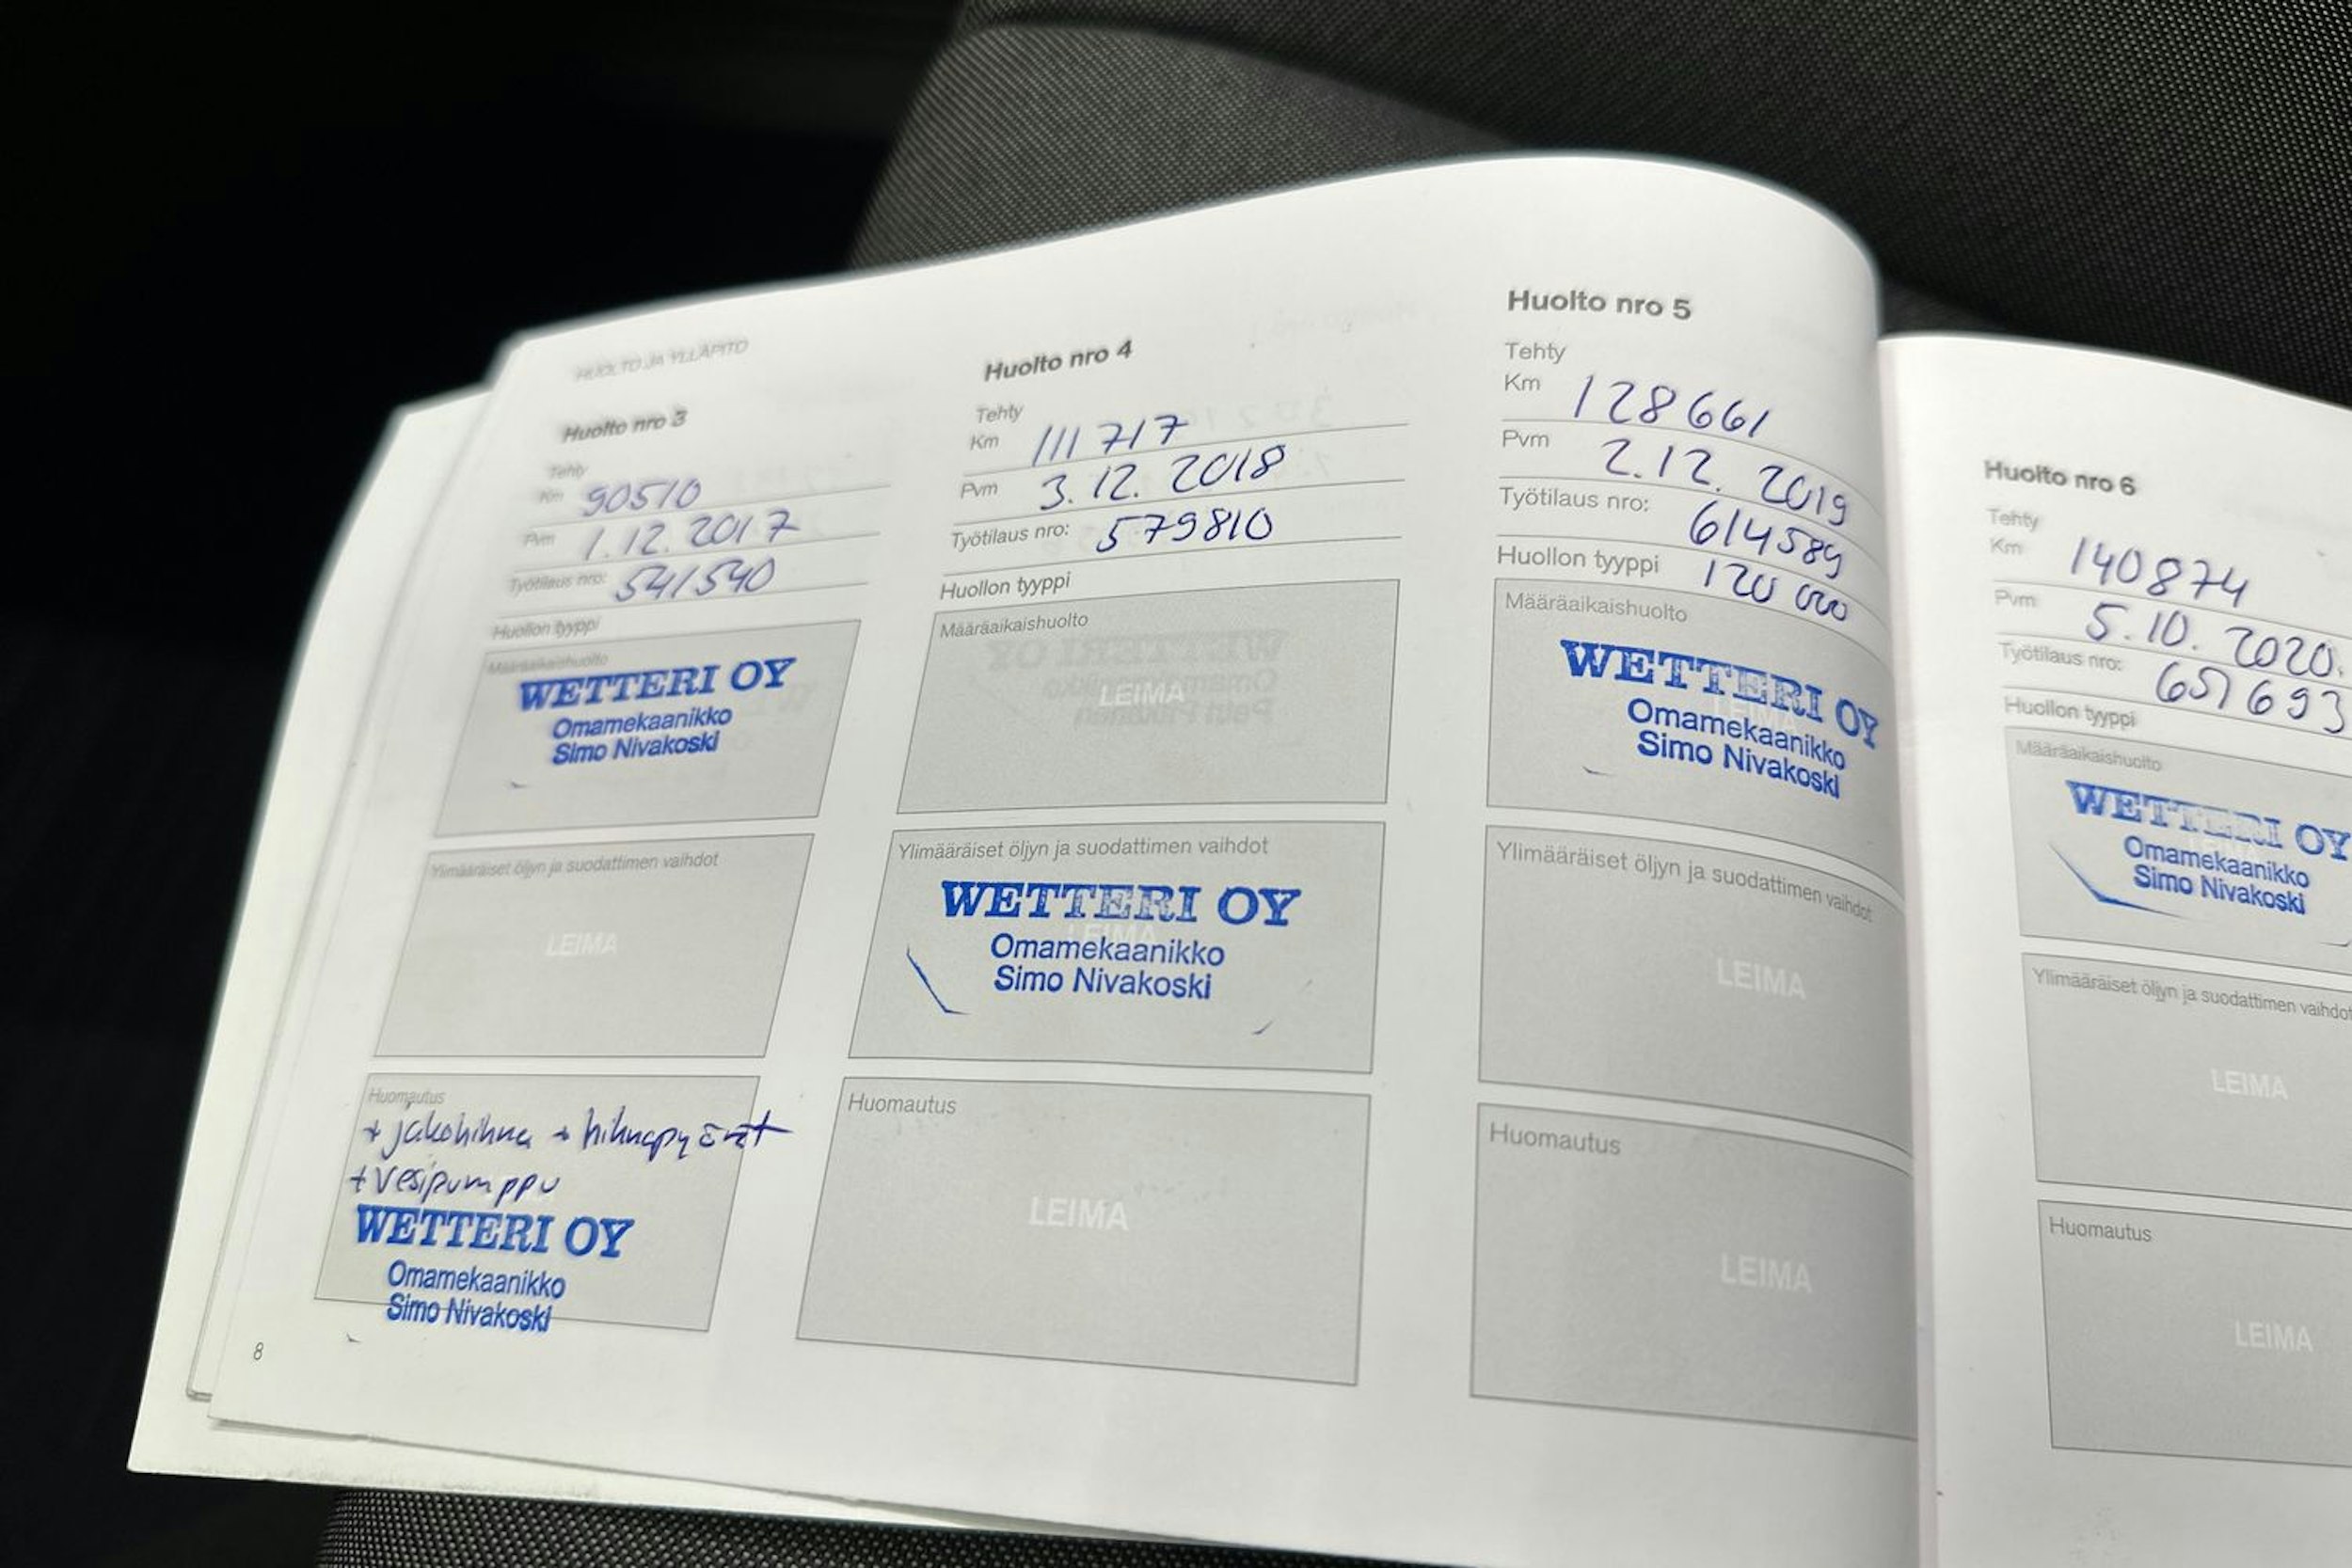 HUOLTO JA YLLÄPITO
Huolto nro 3
Tehty
Km 90510
Pvm 1.12.2017
Työtilaus nro: 541540
Huollon tyyppi
Määräaikaishuolto
WETTERI OY
Omamekaanikko
Simo Nivakoski
Ylimääräiset öljyn ja suodattimen vaihdot
LEIMA
Huomautus
+ jakohihna + hihnapyörät
+ vesipumppu
WETTERI OY
Omamekaanikko
Simo Nivakoski
8
Huolto nro 4
Tehty
Km 111717
Pvm 3.12.2018
Työtilaus nro: 579810
Huollon tyyppi
Määräaikaishuolto
LEIMA
Ylimääräiset öljyn ja suodattimen vaihdot
WETTERI OY
Omamekaanikko
Simo Nivakoski
Huomautus
LEIMA
Huolto nro 5
Tehty
Km 128661
Pvm 2.12.2019
Työtilaus nro: 614589
Huollon tyyppi 120 000
Määräaikaishuolto
WETTERI OY
Omamekaanikko
Simo Nivakoski
Ylimääräiset öljyn ja suodattimen vaihdot
LEIMA
Huomautus
LEIMA
Huolto nro 6
Tehty
Km 140874
Pvm 5.10.2020.
Työtilaus nro:
Huollon tyyppi
Määräaikaishuolto
WETTERI OY
Omamekaanikko
Simo Nivakoski
Ylimääräiset öljyn ja suodattimen vaihdot
LEIMA
Huomautus
LEIMA